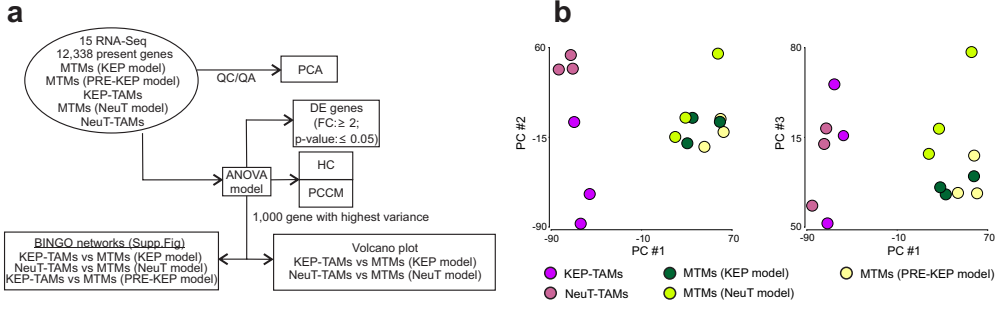 a
15 RNA-Seq
12,338 present genes
MTMs (KEP model)
MTMs (PRE-KEP model)
KEP-TAMs
MTMs (NeuT model)
NeuT-TAMs
QC/QA
PCA
DE genes
(FC:≥ 2;
p-value:≤ 0.05)
ANOVA
model
HC
PCCM
1,000 gene with highest variance
BINGO networks (Supp.Fig)
KEP-TAMs vs MTMs (KEP model)
NeuT-TAMs vs MTMs (NeuT model)
KEP-TAMs vs MTMs (PRE-KEP model)
Volcano plot
KEP-TAMs vs MTMs (KEP model)
NeuT-TAMs vs MTMs (NeuT model)
b
60
-15
-90
PC #2
-90
-10
70
PC #1
80
15
50
PC #3
-90
-10
70
PC #1
KEP-TAMs
MTMs (KEP model)
MTMs (PRE-KEP model)
NeuT-TAMs
MTMs (NeuT model)